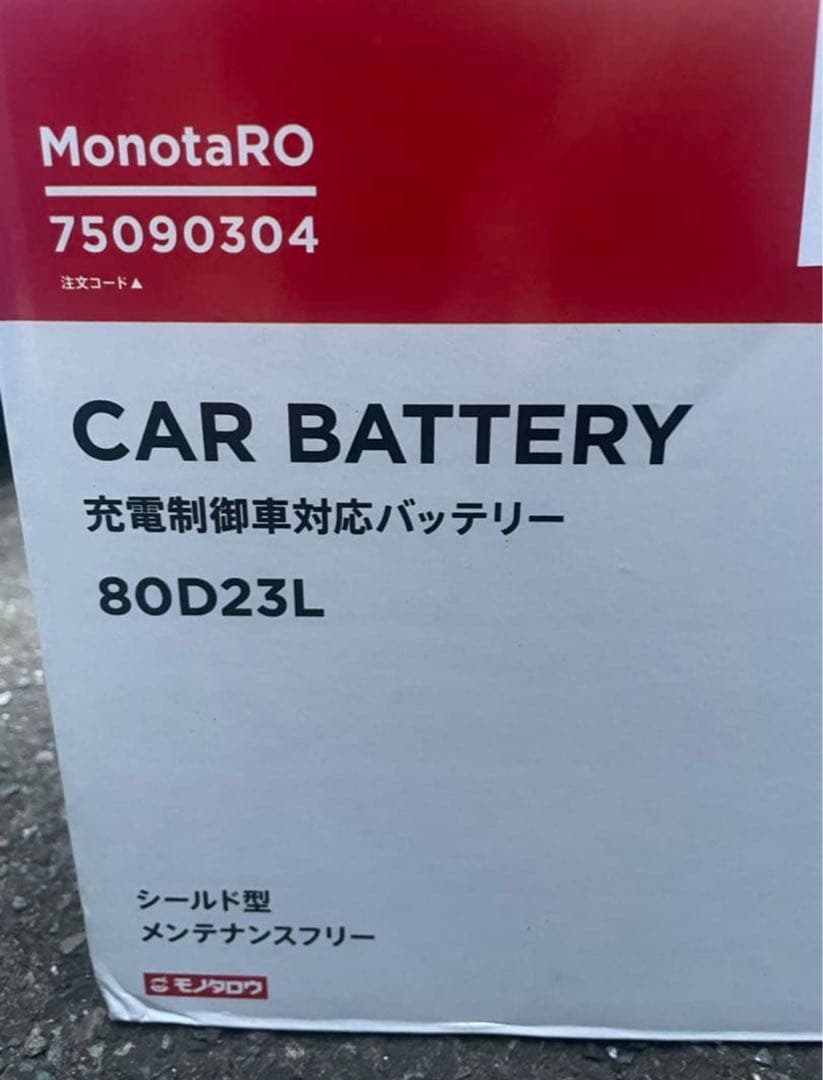 MonotaRO
75090304
注文コード▲
CAR BATTERY
充電制御車対応バッテリー
80D23L
シールド型
メンテナンスフリー
モノタロウ